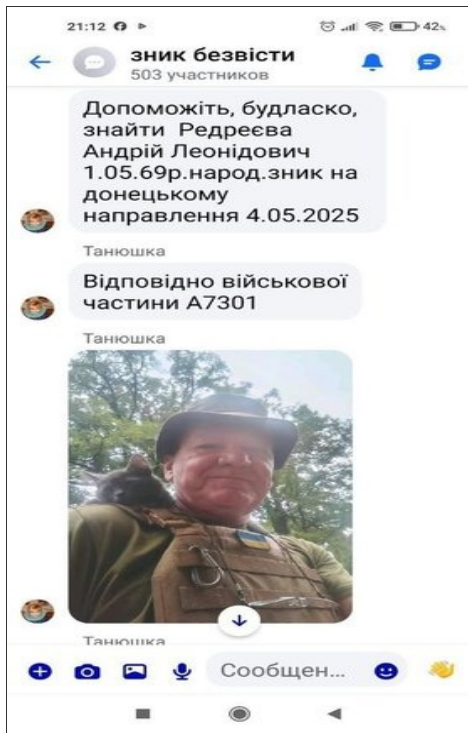 21:12
42%
зник безвісти
503 участников
Допоможіть, будласко,
знайти Редреєва
Андрій Леонідович
1.05.69р.народ.зник на
донецькому
направлення 4.05.2025
Танюшка
Відповідно військової
частини А7301
Танюшка
Танюшка
Сообщен...